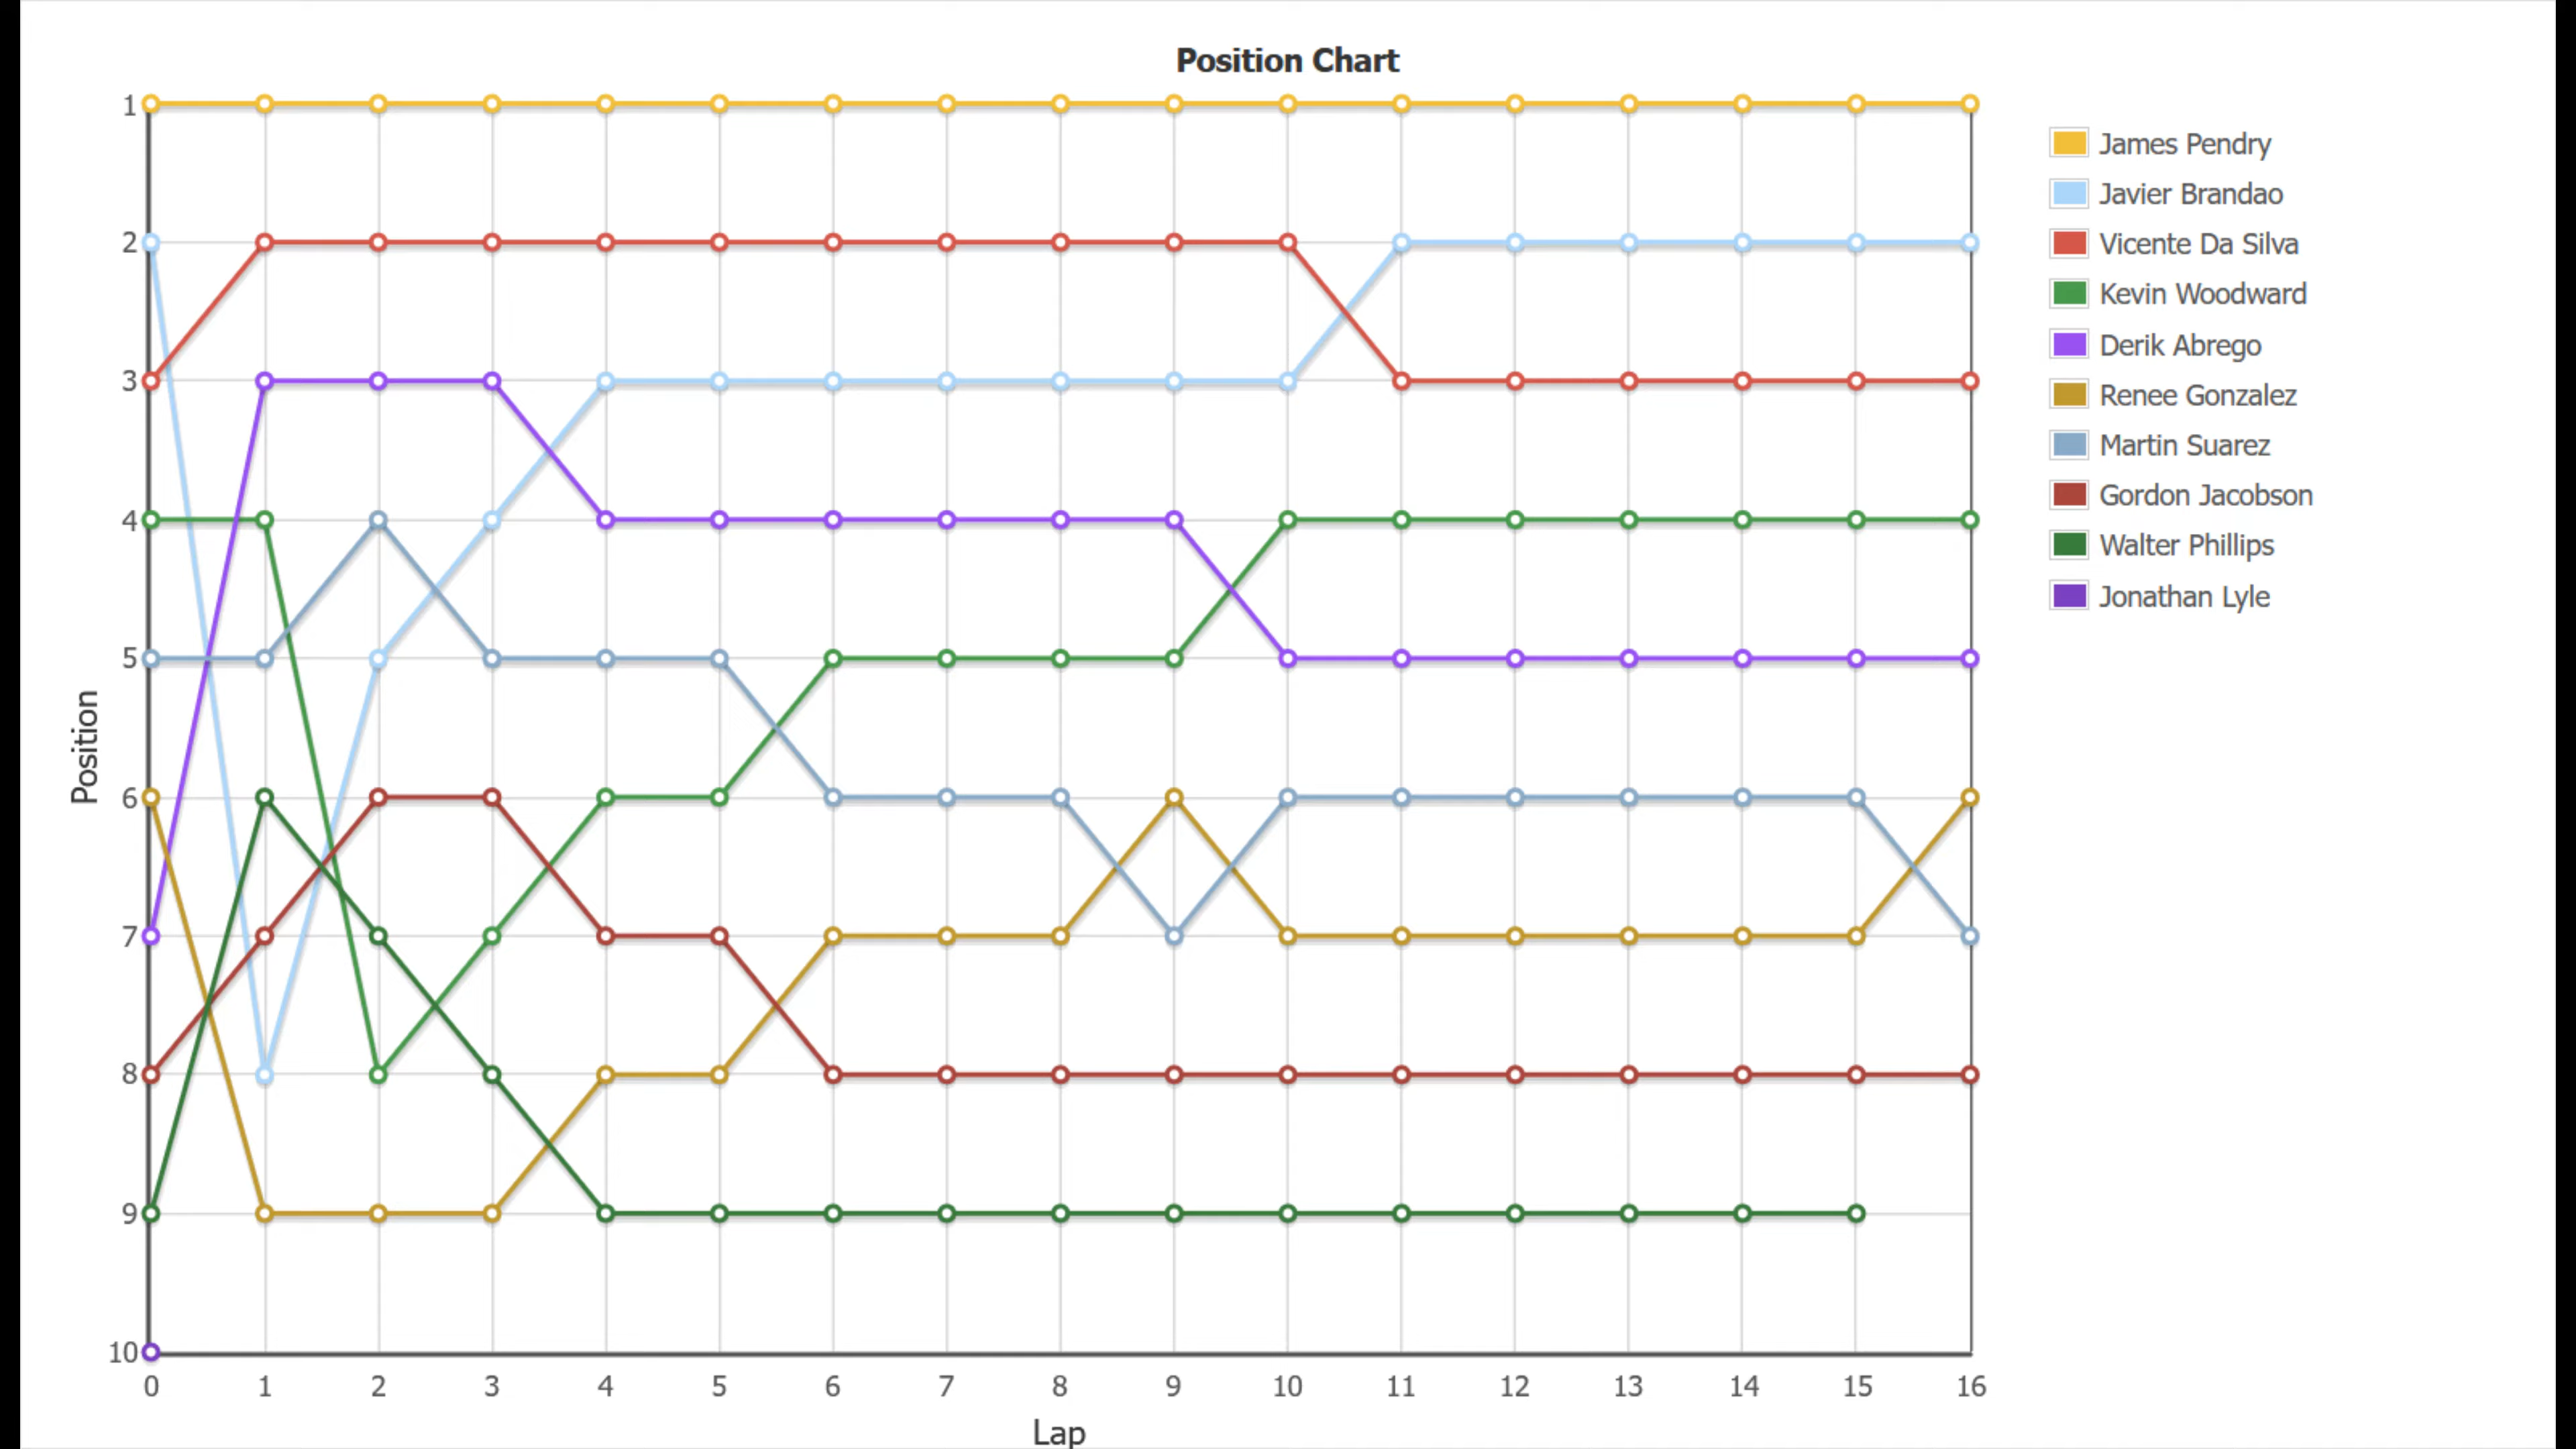 Position Chart
1
2
3
4
5
6
7
8
9
10
Position
0 1 2 3 4 5 6 7 8 9 10 11 12 13 14 15 16
Lap
James Pendry
Javier Brandao
Vicente Da Silva
Kevin Woodward
Derik Abrego
Renee Gonzalez
Martin Suarez
Gordon Jacobson
Walter Phillips
Jonathan Lyle